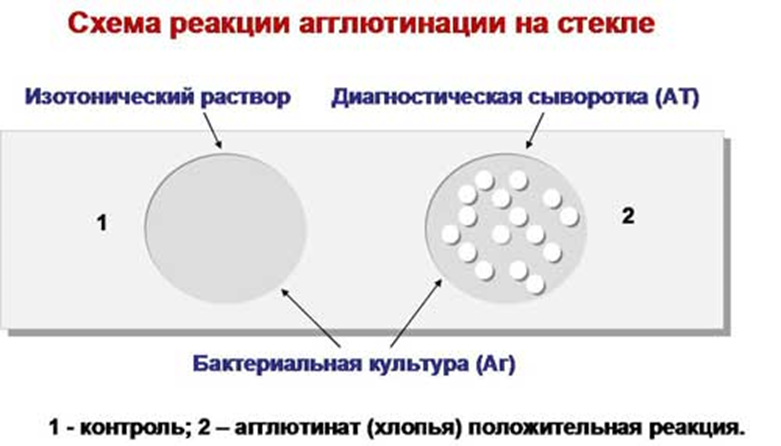 Схема реакции агглютинации на стекле
Изотонический раствор Диагностическая сыворотка (АТ)
1 2
Бактериальная культура (Аг)
1 - контроль; 2 – агглютинат (хлопья) положительная реакция.